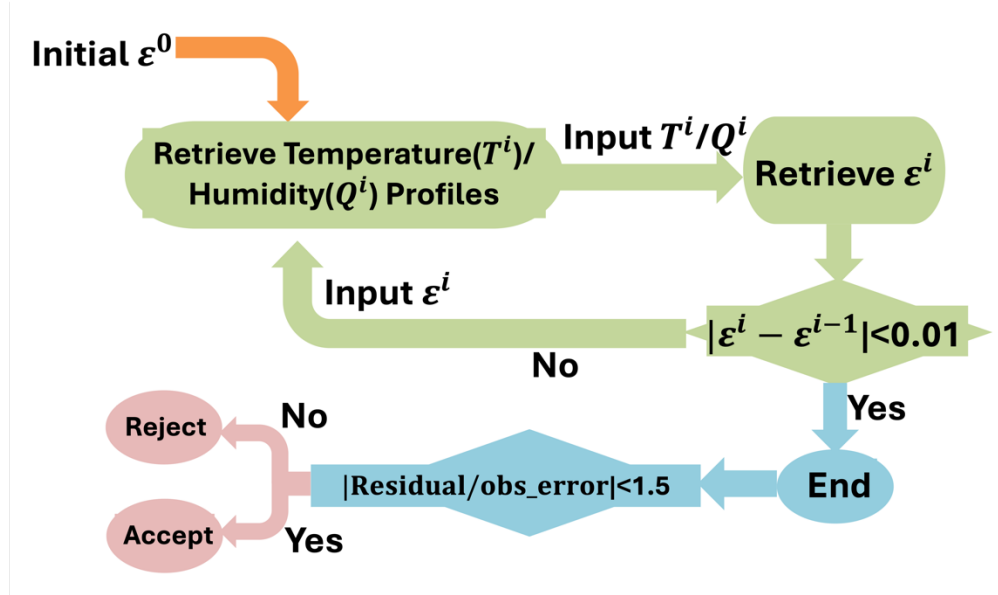 Initial ε⁰
Retrieve Temperature(Tⁱ)/
Humidity(Qⁱ) Profiles
Input Tⁱ/Qⁱ
Retrieve εⁱ
Input εⁱ
|εⁱ − εⁱ⁻¹|<0.01
No
Yes
End
|Residual/obs_error|<1.5
No
Reject
Yes
Accept